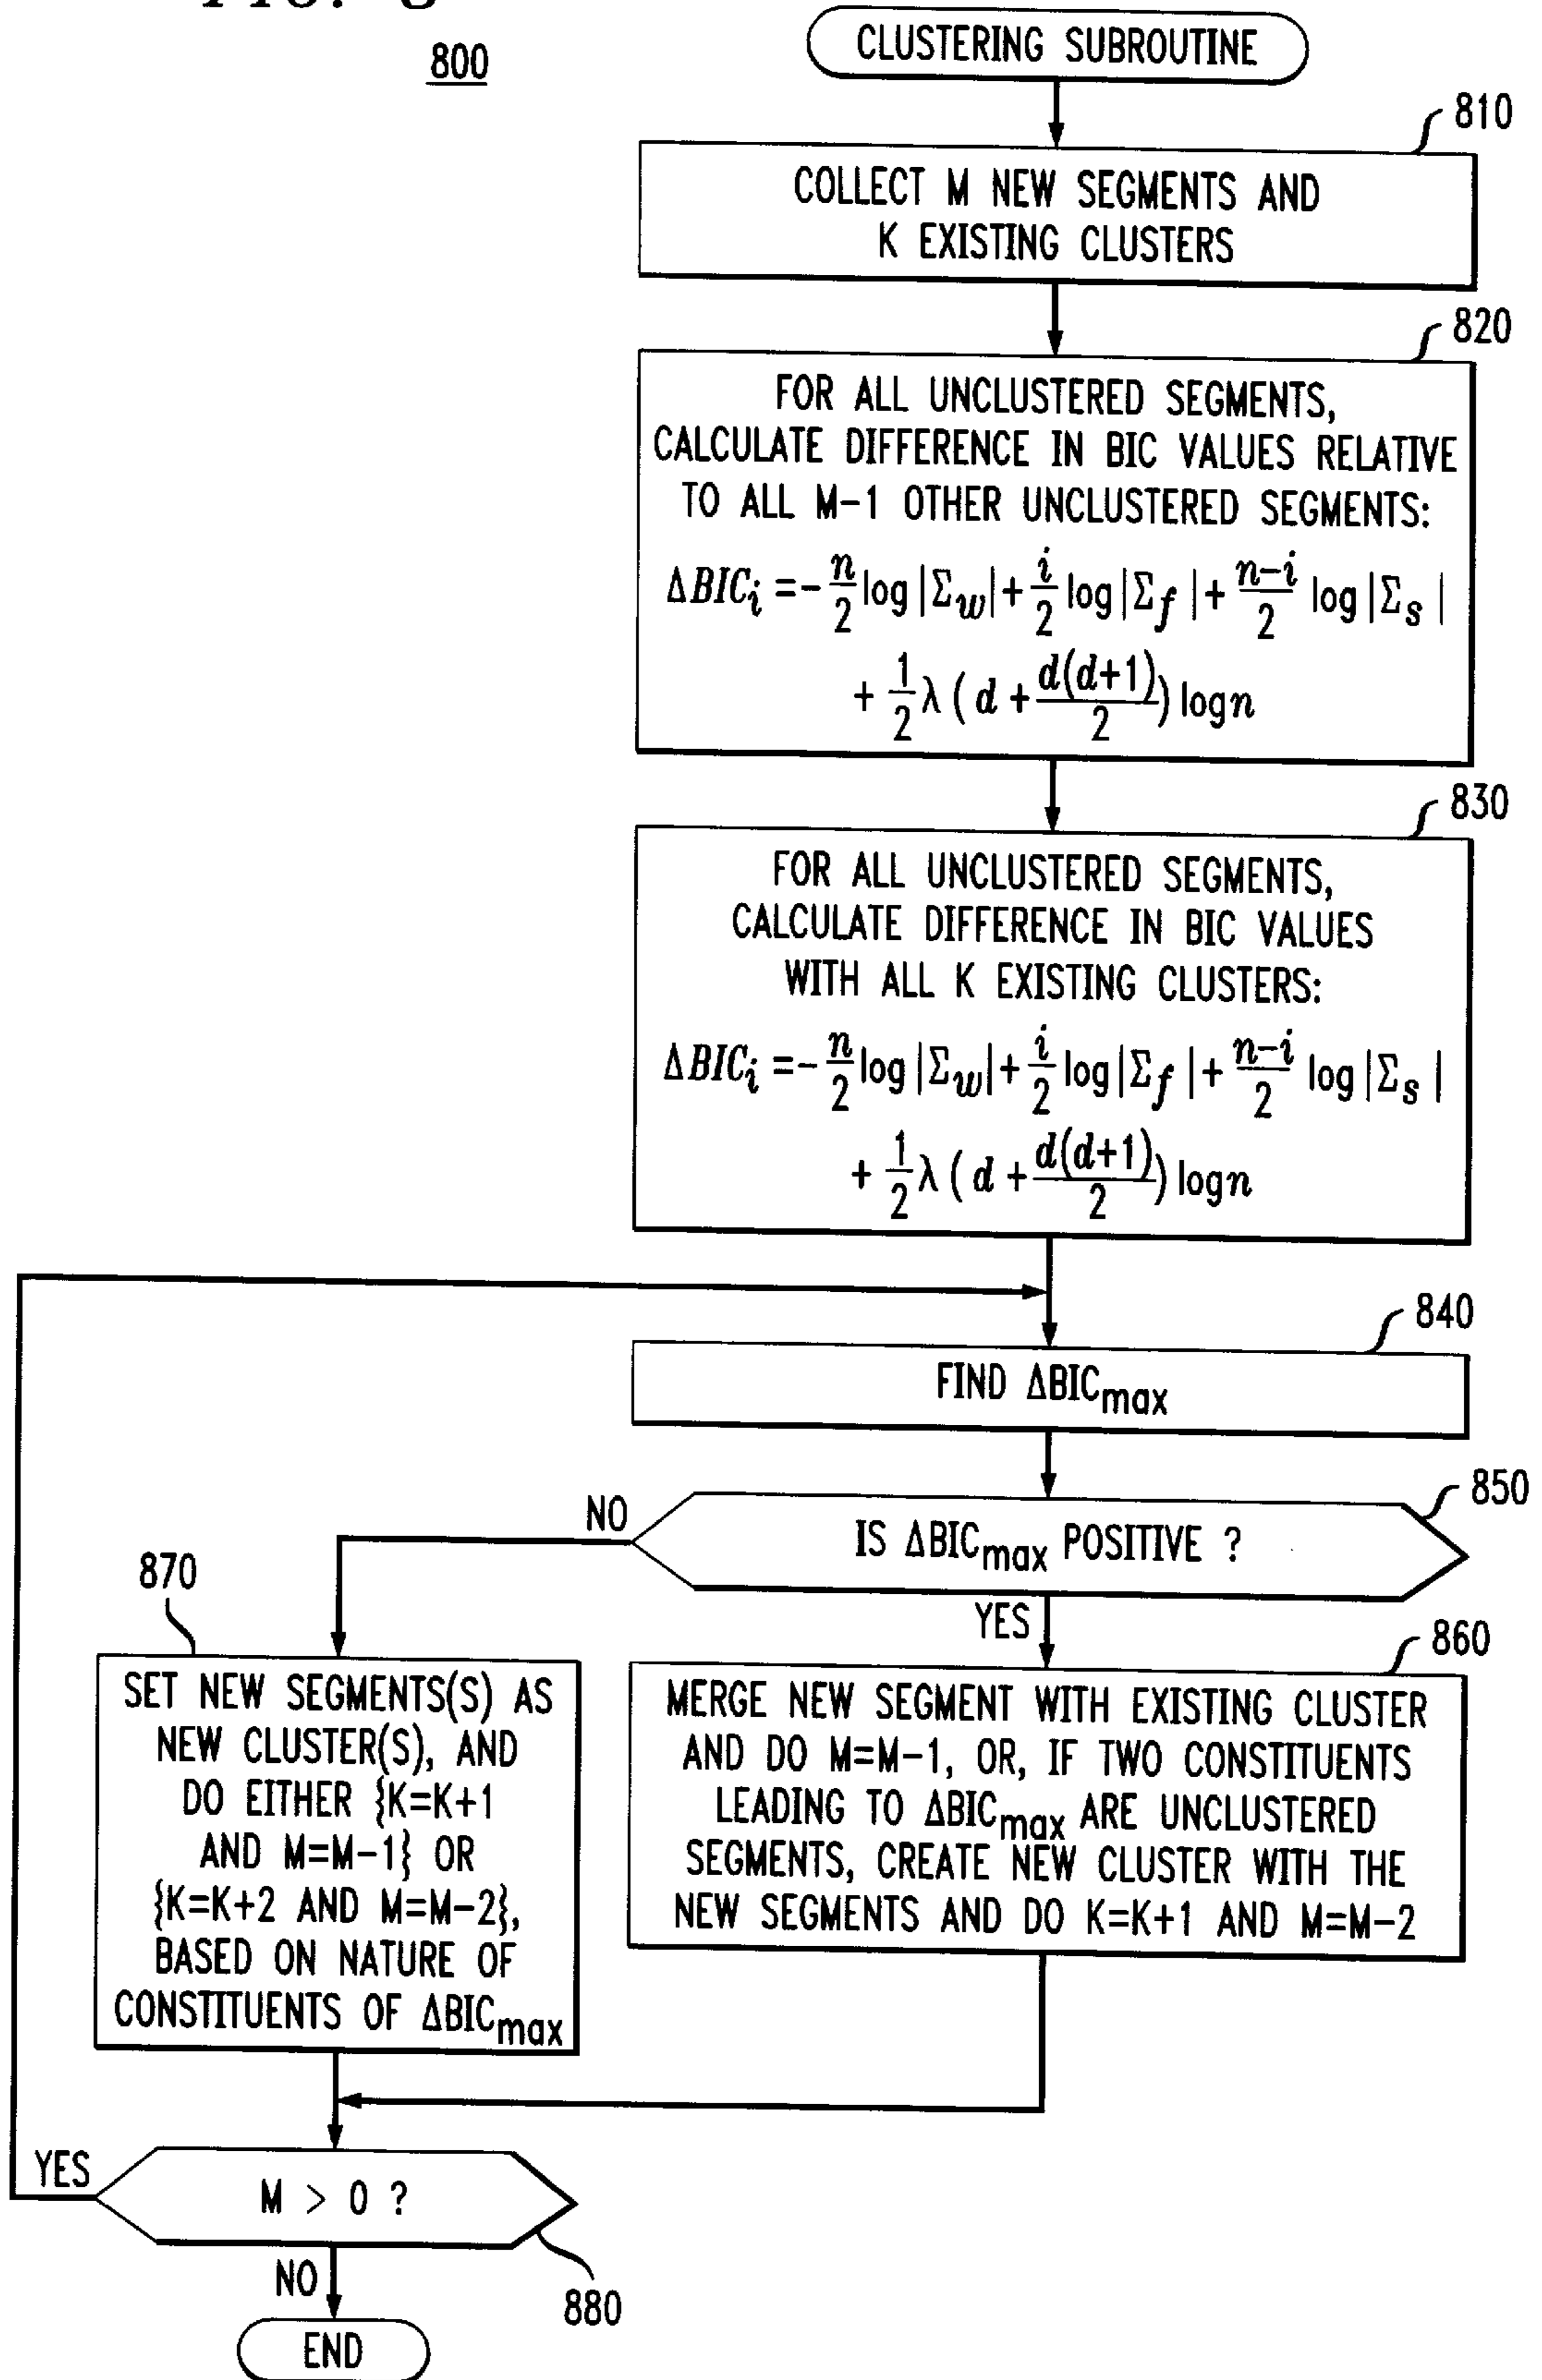 800
CLUSTERING SUBROUTINE
810
COLLECT M NEW SEGMENTS AND
K EXISTING CLUSTERS
820
FOR ALL UNCLUSTERED SEGMENTS,
CALCULATE DIFFERENCE IN BIC VALUES RELATIVE
TO ALL M-1 OTHER UNCLUSTERED SEGMENTS:
ΔBICᵢ =- n/2 log |Σ_w| + i/2 log |Σ_f| + n-i/2 log |Σ_s|
+ 1/2 λ ( d + d(d+1)/2 ) log n
830
FOR ALL UNCLUSTERED SEGMENTS,
CALCULATE DIFFERENCE IN BIC VALUES
WITH ALL K EXISTING CLUSTERS:
ΔBICᵢ =- n/2 log |Σ_w| + i/2 log |Σ_f| + n-i/2 log |Σ_s|
+ 1/2 λ ( d + d(d+1)/2 ) log n
840
FIND ΔBICmax
850
IS ΔBICmax POSITIVE ?
NO
YES
870
SET NEW SEGMENTS(S) AS
NEW CLUSTER(S), AND
DO EITHER {K=K+1
AND M=M-1} OR
{K=K+2 AND M=M-2},
BASED ON NATURE OF
CONSTITUENTS OF ΔBICmax
860
MERGE NEW SEGMENT WITH EXISTING CLUSTER
AND DO M=M-1, OR, IF TWO CONSTITUENTS
LEADING TO ΔBICmax ARE UNCLUSTERED
SEGMENTS, CREATE NEW CLUSTER WITH THE
NEW SEGMENTS AND DO K=K+1 AND M=M-2
YES
M > 0 ?
880
NO
END